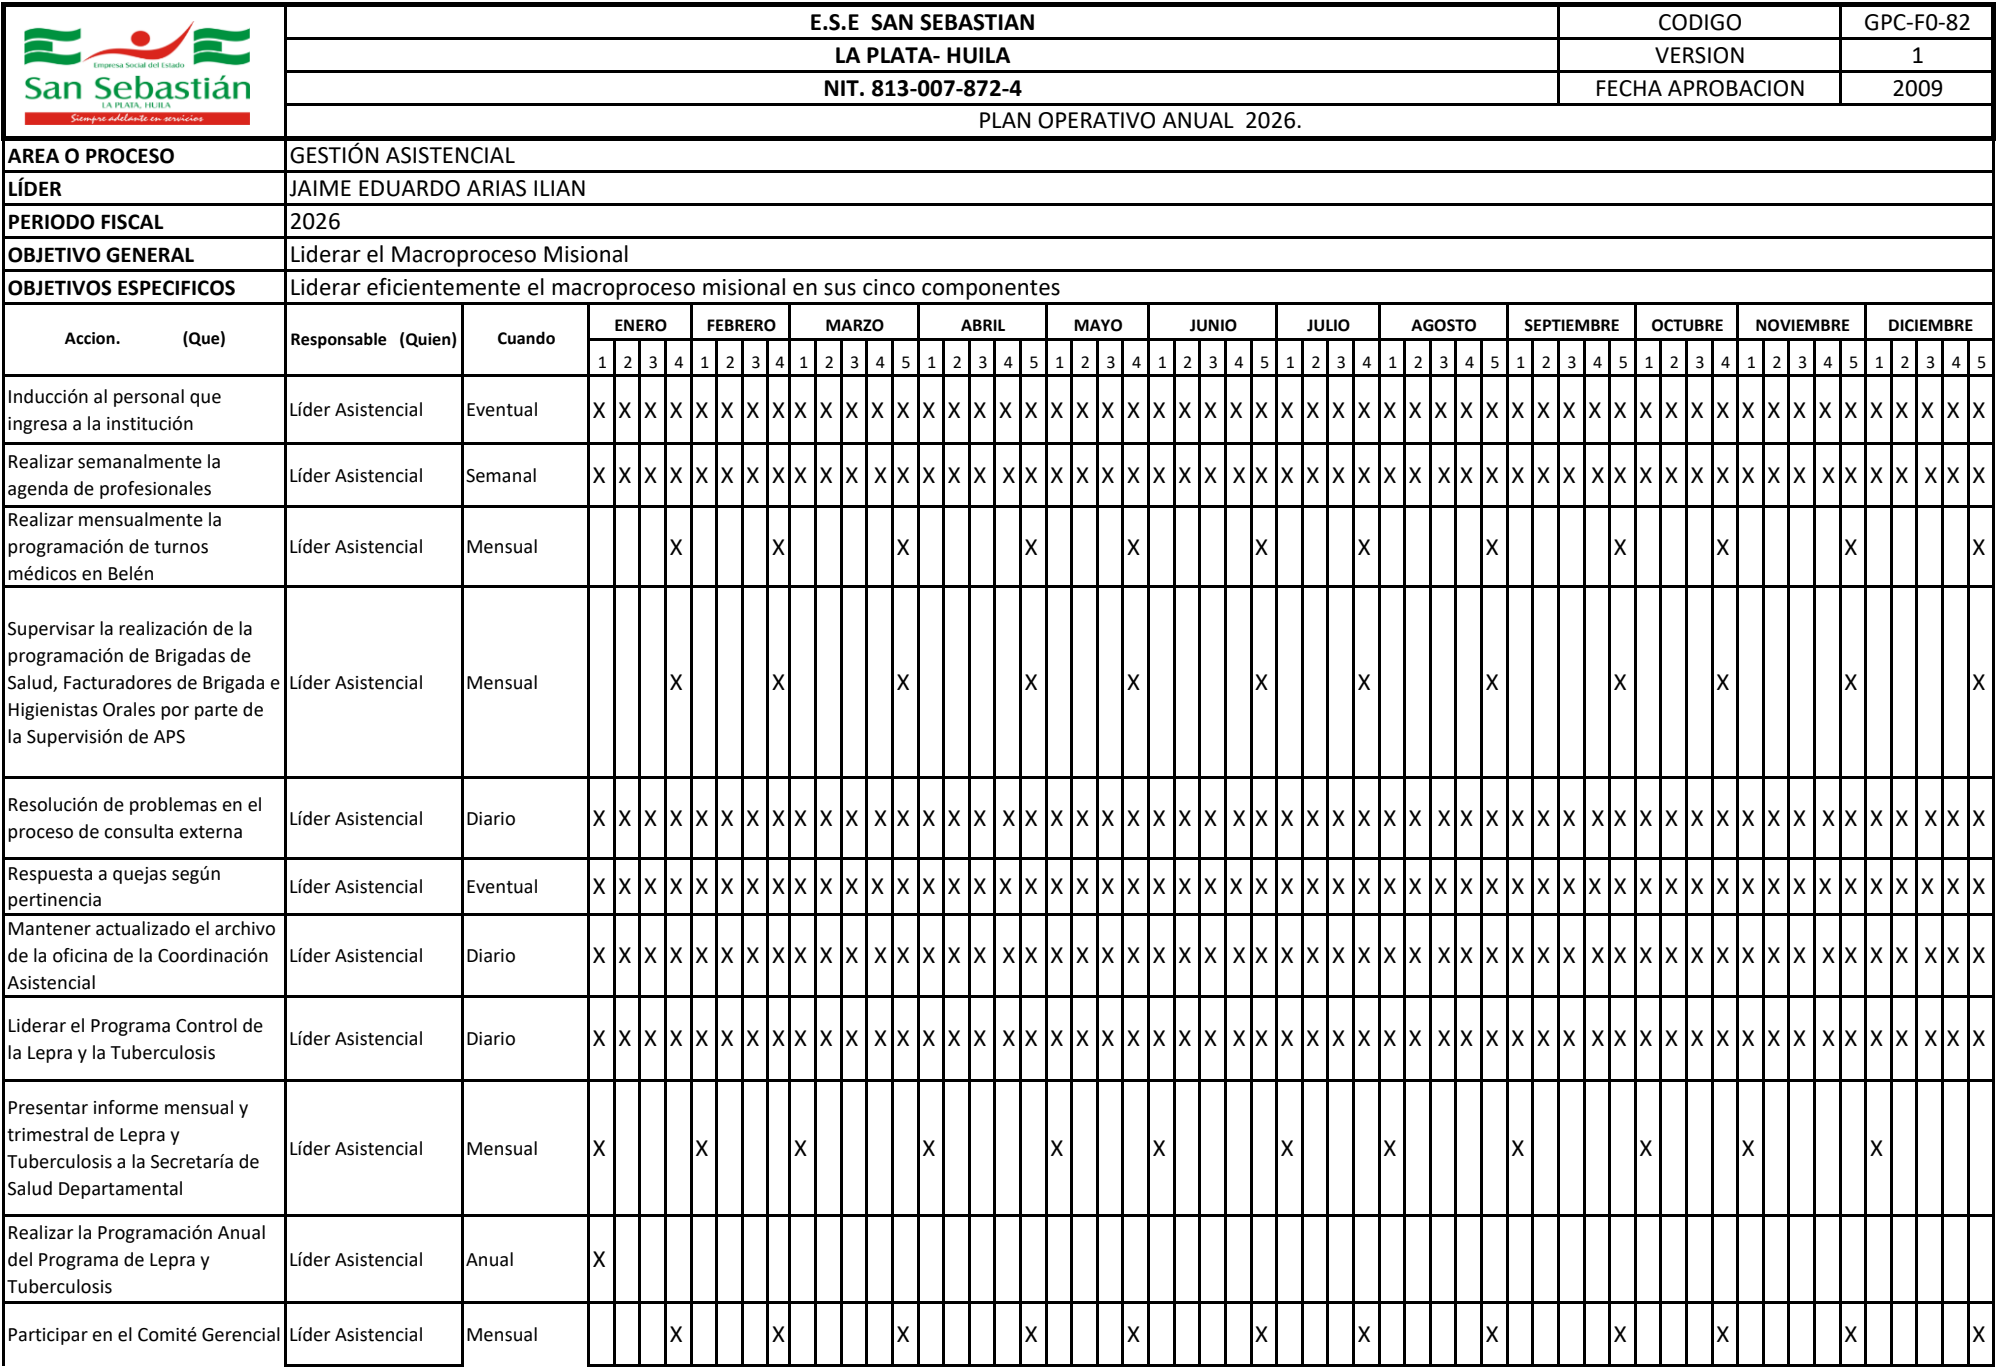 Empresa Social del Estado
San Sebastián
LA PLATA, HUILA
Siempre adelante en servicios
E.S.E SAN SEBASTIAN
CODIGO GPC-F0-82
LA PLATA- HUILA
VERSION 1
NIT. 813-007-872-4
FECHA APROBACION 2009
PLAN OPERATIVO ANUAL 2026.
AREA O PROCESO GESTIÓN ASISTENCIAL
LÍDER JAIME EDUARDO ARIAS ILIAN
PERIODO FISCAL 2026
OBJETIVO GENERAL Liderar el Macroproceso Misional
OBJETIVOS ESPECIFICOS Liderar eficientemente el macroproceso misional en sus cinco componentes
Accion. (Que) Responsable (Quien) Cuando ENERO FEBRERO MARZO ABRIL MAYO JUNIO JULIO AGOSTO SEPTIEMBRE OCTUBRE NOVIEMBRE DICIEMBRE
1 2 3 4 1 2 3 4 1 2 3 4 5 1 2 3 4 5 1 2 3 4 1 2 3 4 5 1 2 3 4 1 2 3 4 5 1 2 3 4 5 1 2 3 4 1 2 3 4 5 1 2 3 4 5
Inducción al personal que
ingresa a la institución
Líder Asistencial Eventual X X X X X X X X X X X X X X X X X X X X X X X X X X X X X X X X X X X X X X X X X X X X X X X X X X X X X X X
Realizar semanalmente la
agenda de profesionales
Líder Asistencial Semanal X X X X X X X X X X X X X X X X X X X X X X X X X X X X X X X X X X X X X X X X X X X X X X X X X X X X X X X
Realizar mensualmente la
programación de turnos
médicos en Belén
Líder Asistencial Mensual X X X X X X X X X X X X
Supervisar la realización de la
programación de Brigadas de
Salud, Facturadores de Brigada e
Higienistas Orales por parte de
la Supervisión de APS
Líder Asistencial Mensual X X X X X X X X X X X X
Resolución de problemas en el
proceso de consulta externa
Líder Asistencial Diario X X X X X X X X X X X X X X X X X X X X X X X X X X X X X X X X X X X X X X X X X X X X X X X X X X X X X X X
Respuesta a quejas según
pertinencia
Líder Asistencial Eventual X X X X X X X X X X X X X X X X X X X X X X X X X X X X X X X X X X X X X X X X X X X X X X X X X X X X X X X
Mantener actualizado el archivo
de la oficina de la Coordinación
Asistencial
Líder Asistencial Diario X X X X X X X X X X X X X X X X X X X X X X X X X X X X X X X X X X X X X X X X X X X X X X X X X X X X X X X
Liderar el Programa Control de
la Lepra y la Tuberculosis
Líder Asistencial Diario X X X X X X X X X X X X X X X X X X X X X X X X X X X X X X X X X X X X X X X X X X X X X X X X X X X X X X X
Presentar informe mensual y
trimestral de Lepra y
Tuberculosis a la Secretaría de
Salud Departamental
Líder Asistencial Mensual X X X X X X X X X X X X
Realizar la Programación Anual
del Programa de Lepra y
Tuberculosis
Líder Asistencial Anual X
Participar en el Comité Gerencial Líder Asistencial Mensual X X X X X X X X X X X X